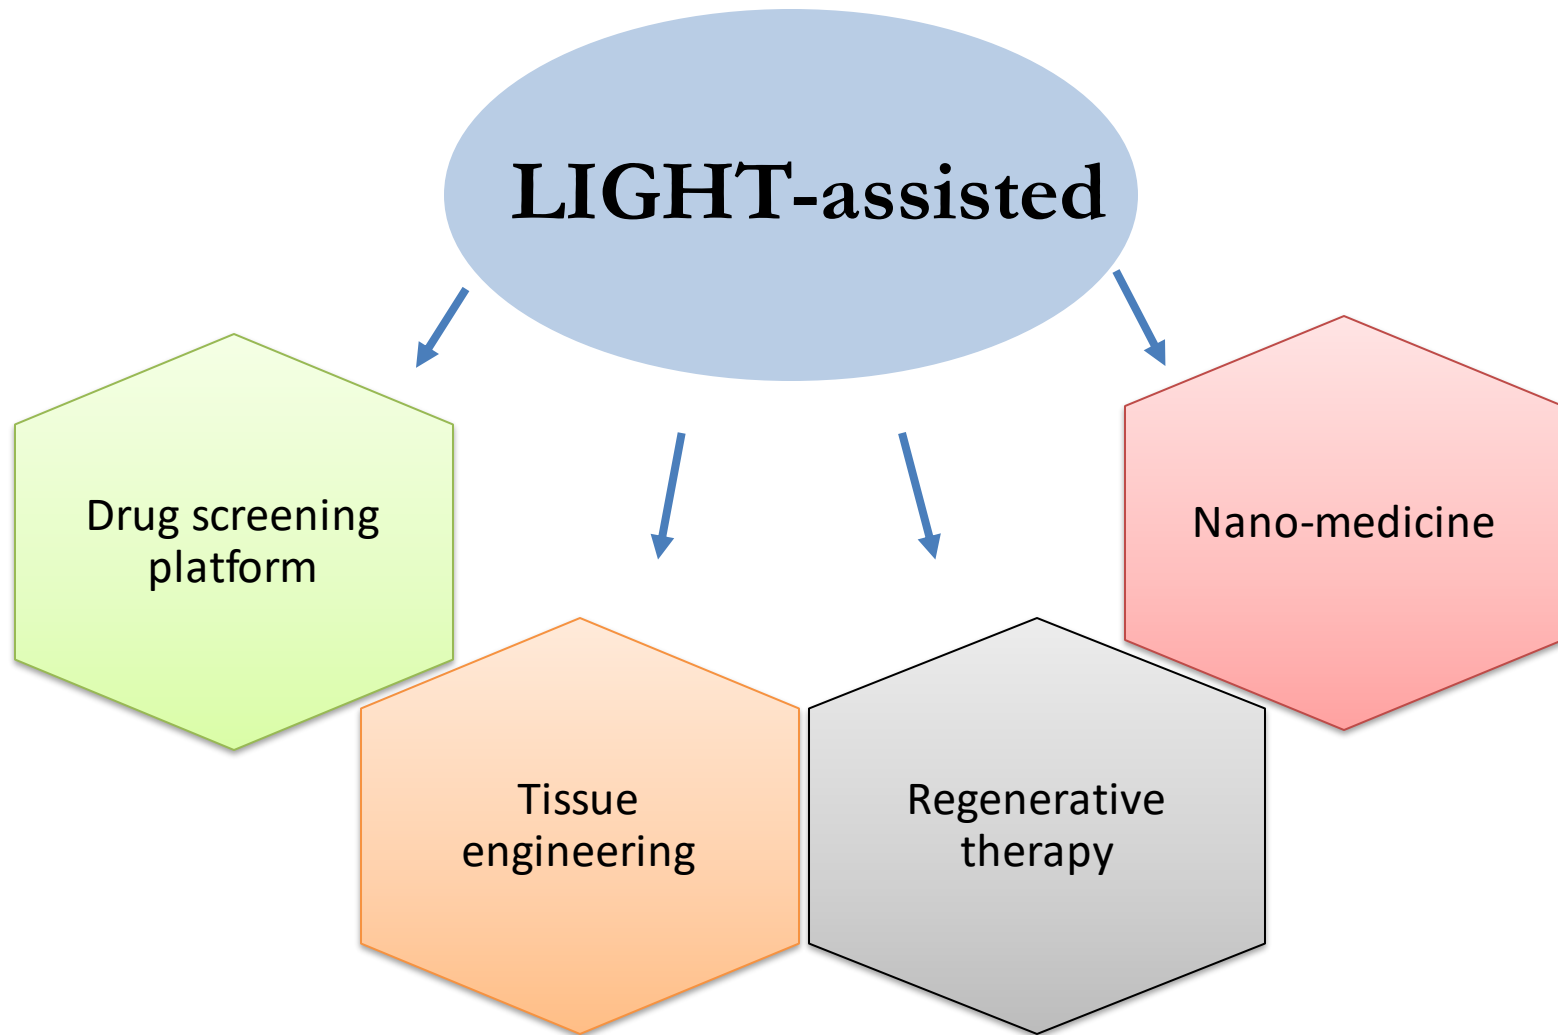 LIGHT-assisted
Drug screening
platform
Tissue
engineering
Regenerative
therapy
Nano-medicine